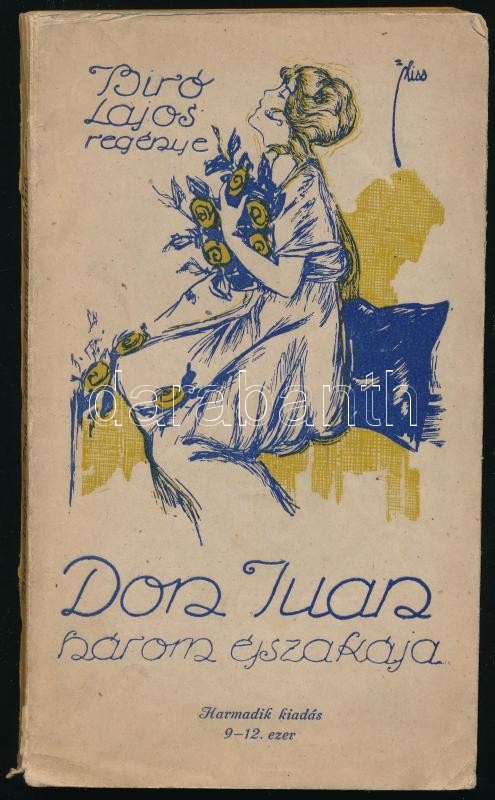 Biró
Lajos
regénye
Kiss
darabanth
Don Juan
három éjszakája
Harmadik kiadás
9–12. ezer